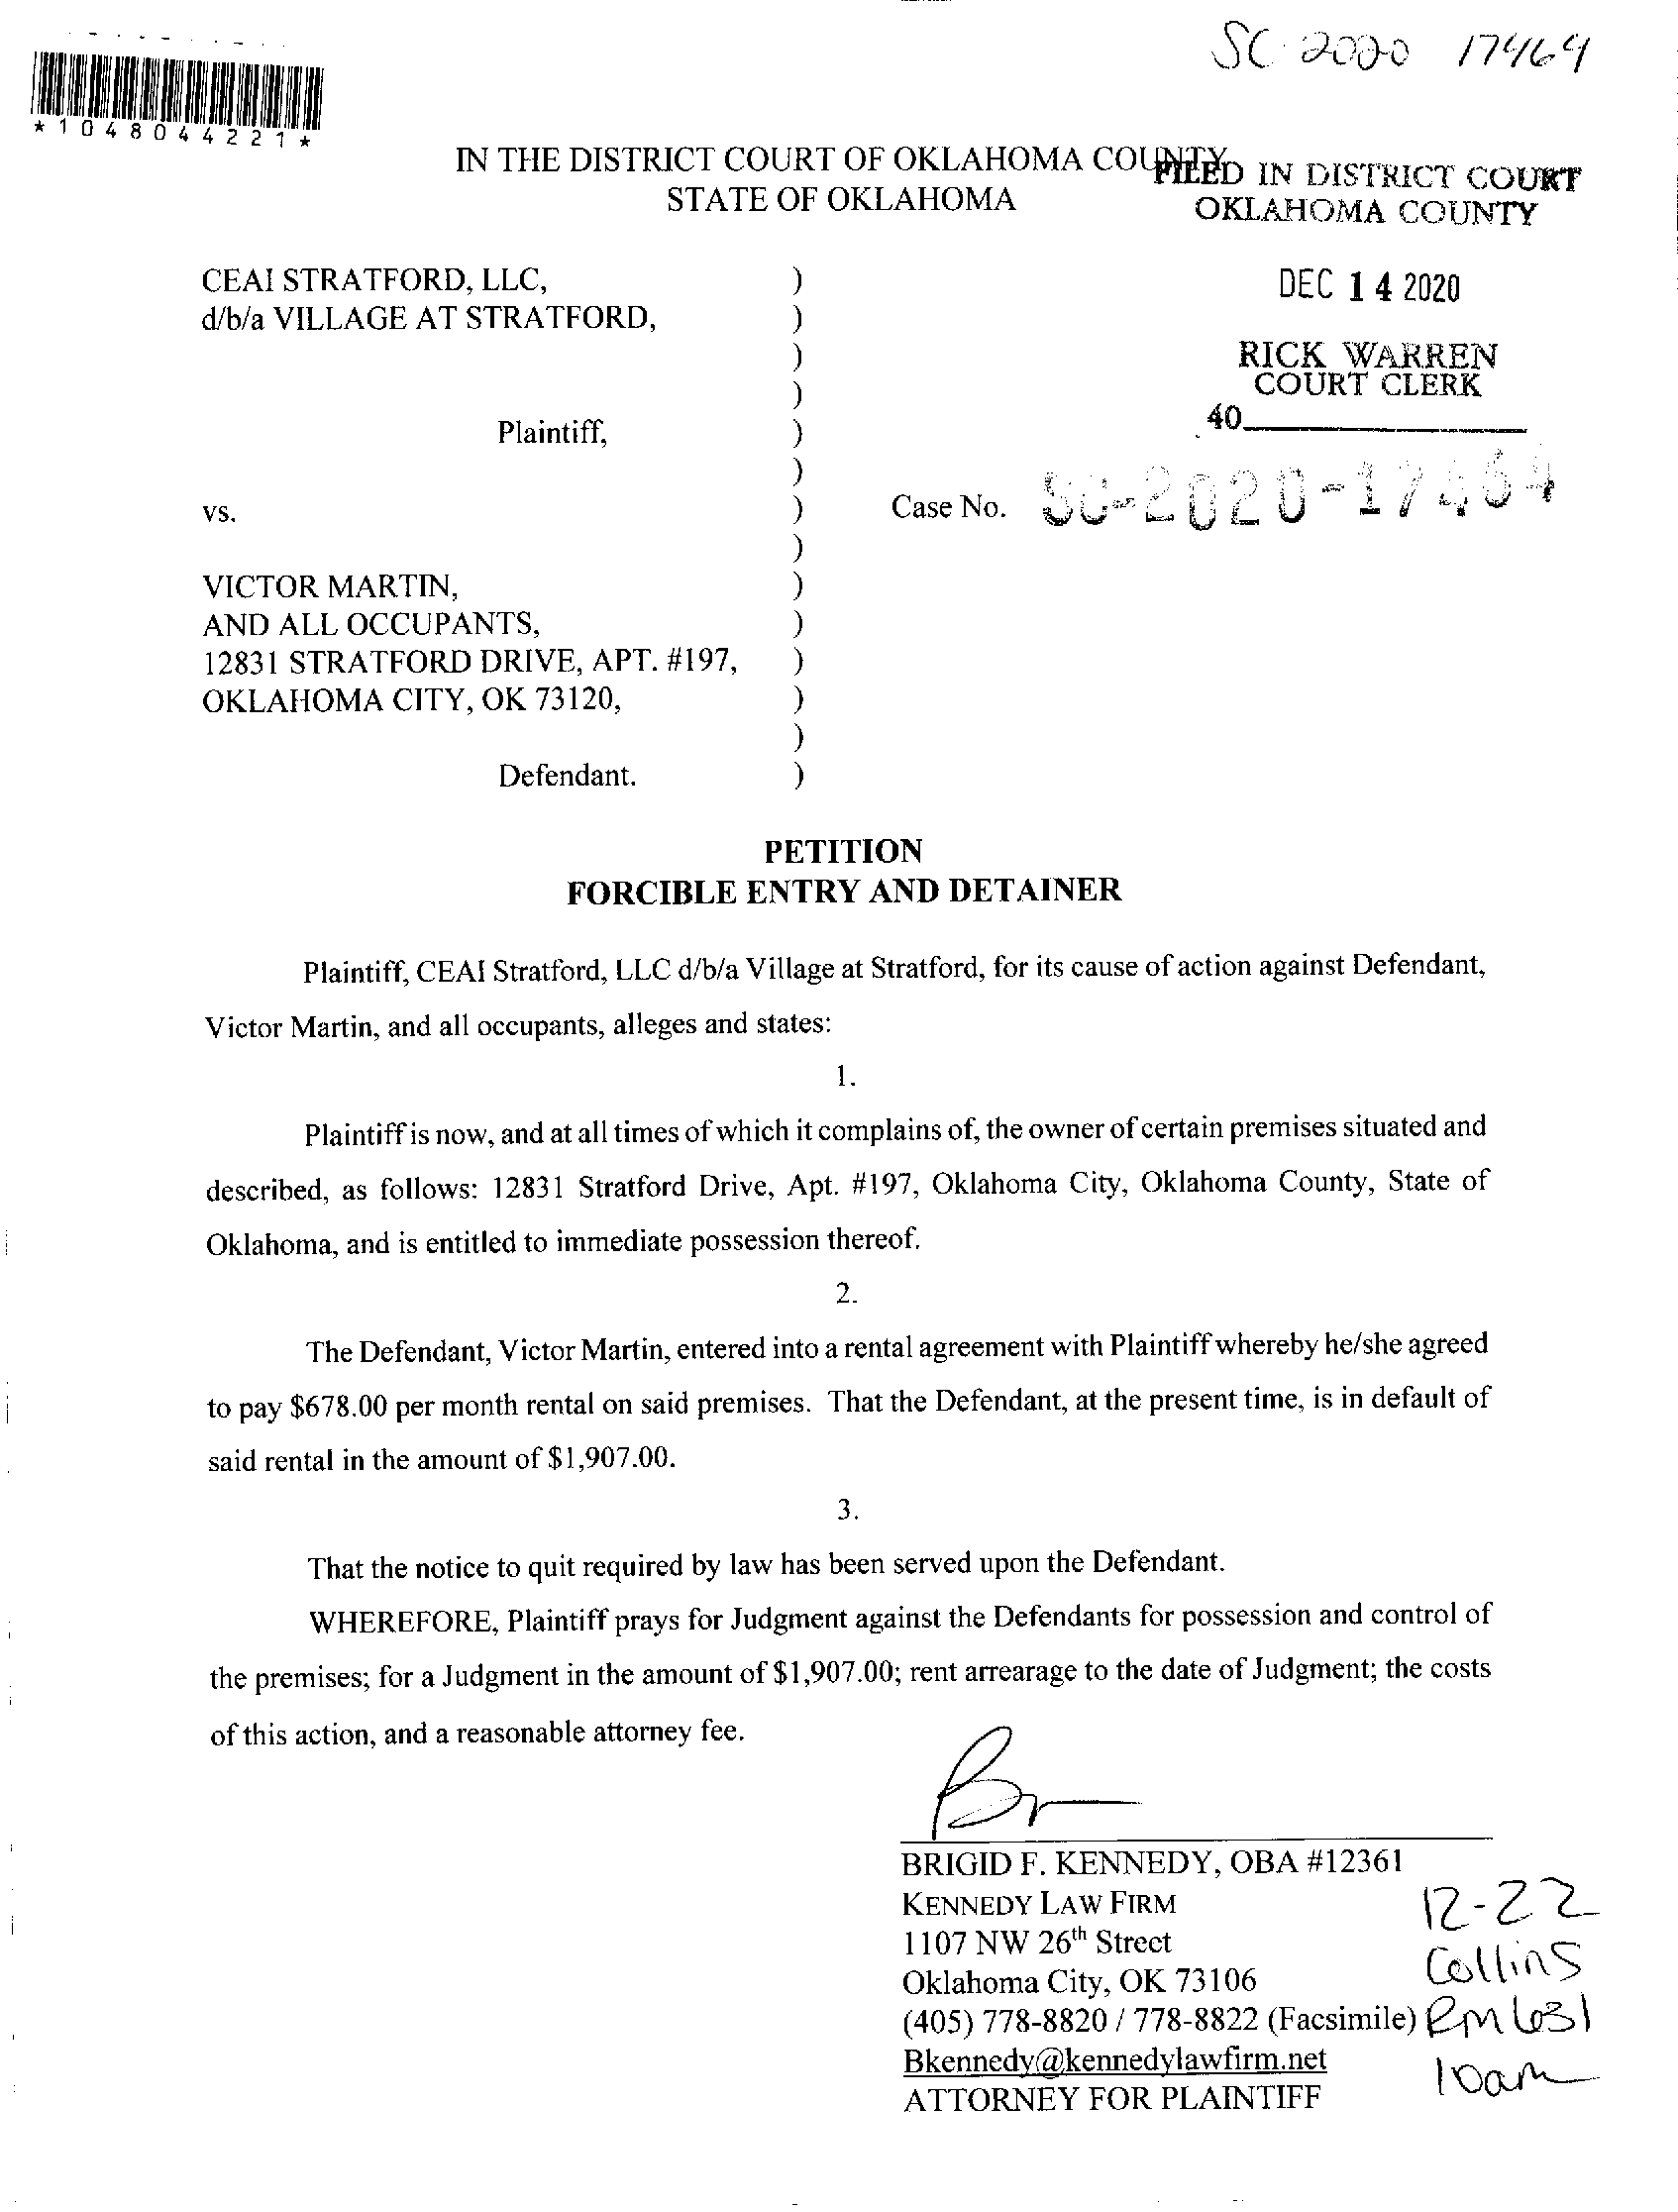 SC 2020 17464
*1048044221*
IN THE DISTRICT COURT OF OKLAHOMA COUNTY
STATE OF OKLAHOMA
FILED IN DISTRICT COURT
OKLAHOMA COUNTY
DEC 14 2020
RICK WARREN
COURT CLERK
40
CEAI STRATFORD, LLC, )
d/b/a VILLAGE AT STRATFORD, )
)
)
Plaintiff, )
)
vs. ) Case No. SC-2020-17464
)
VICTOR MARTIN, )
AND ALL OCCUPANTS, )
12831 STRATFORD DRIVE, APT. #197, )
OKLAHOMA CITY, OK 73120, )
)
Defendant. )
PETITION
FORCIBLE ENTRY AND DETAINER
Plaintiff, CEAI Stratford, LLC d/b/a Village at Stratford, for its cause of action against Defendant,
Victor Martin, and all occupants, alleges and states:
1.
Plaintiff is now, and at all times of which it complains of, the owner of certain premises situated and
described, as follows: 12831 Stratford Drive, Apt. #197, Oklahoma City, Oklahoma County, State of
Oklahoma, and is entitled to immediate possession thereof.
2.
The Defendant, Victor Martin, entered into a rental agreement with Plaintiff whereby he/she agreed
to pay $678.00 per month rental on said premises. That the Defendant, at the present time, is in default of
said rental in the amount of $1,907.00.
3.
That the notice to quit required by law has been served upon the Defendant.
WHEREFORE, Plaintiff prays for Judgment against the Defendants for possession and control of
the premises; for a Judgment in the amount of $1,907.00; rent arrearage to the date of Judgment; the costs
of this action, and a reasonable attorney fee.
BRIGID F. KENNEDY, OBA #12361
KENNEDY LAW FIRM
1107 NW 26th Street
Oklahoma City, OK 73106
(405) 778-8820 / 778-8822 (Facsimile)
Bkennedy@kennedylawfirm.net
ATTORNEY FOR PLAINTIFF
12-22
Collins
Rm 631
10am